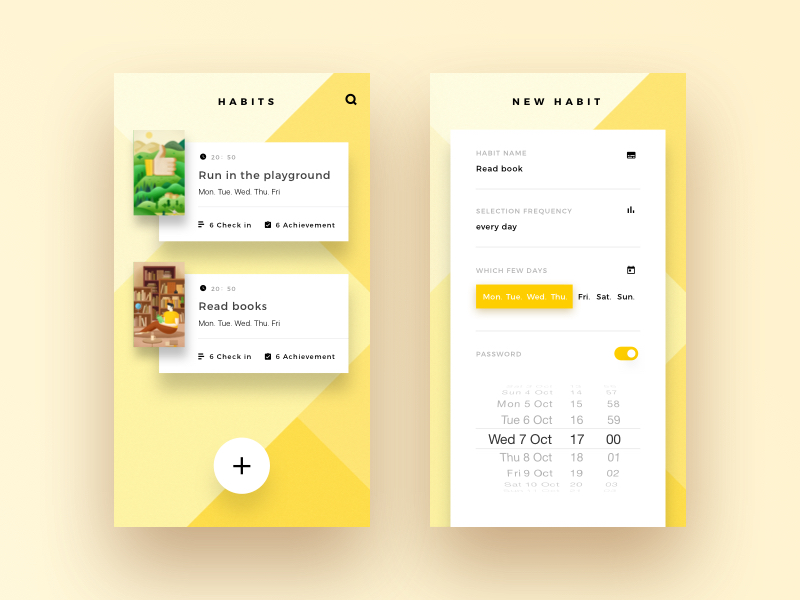 HABITS
20: 50
Run in the playground
Mon. Tue. Wed. Thu. Fri
6 Check in 6 Achievement
20: 50
Read books
Mon. Tue. Wed. Thu. Fri
6 Check in 6 Achievement
NEW HABIT
HABIT NAME
Read book
SELECTION FREQUENCY
every day
WHICH FEW DAYS
Mon. Tue. Wed. Thu. Fri. Sat. Sun.
PASSWORD
Sun 4 Oct 14 57
Mon 5 Oct 15 58
Tue 6 Oct 16 59
Wed 7 Oct 17 00
Thu 8 Oct 18 01
Fri 9 Oct 19 02
Sat 10 Oct 20 03